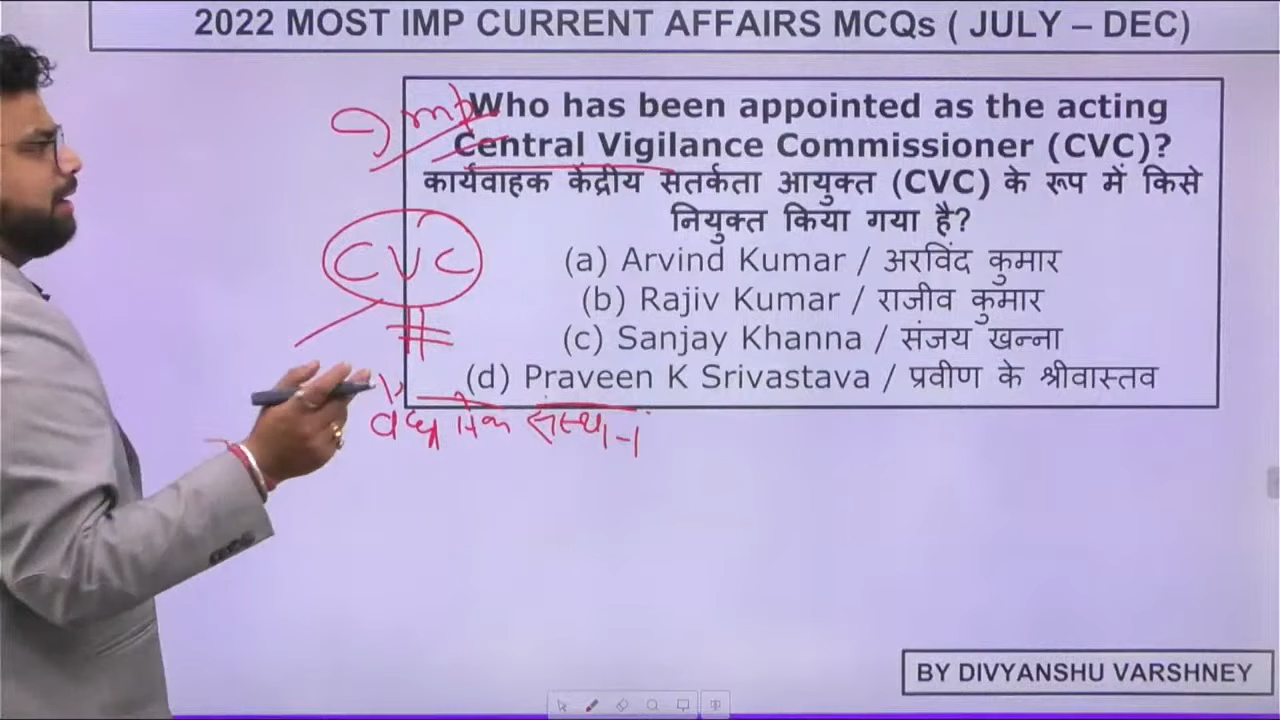 2022 MOST IMP CURRENT AFFAIRS MCQs ( JULY – DEC)
Imp
Who has been appointed as the acting
Central Vigilance Commissioner (CVC)?
कार्यवाहक केंद्रीय सतर्कता आयुक्त (CVC) के रूप में किसे
नियुक्त किया गया है?
CVC
(a) Arvind Kumar / अरविंद कुमार
(b) Rajiv Kumar / राजीव कुमार
(c) Sanjay Khanna / संजय खन्ना
(d) Praveen K Srivastava / प्रवीण के श्रीवास्तव
संस्था
BY DIVYANSHU VARSHNEY